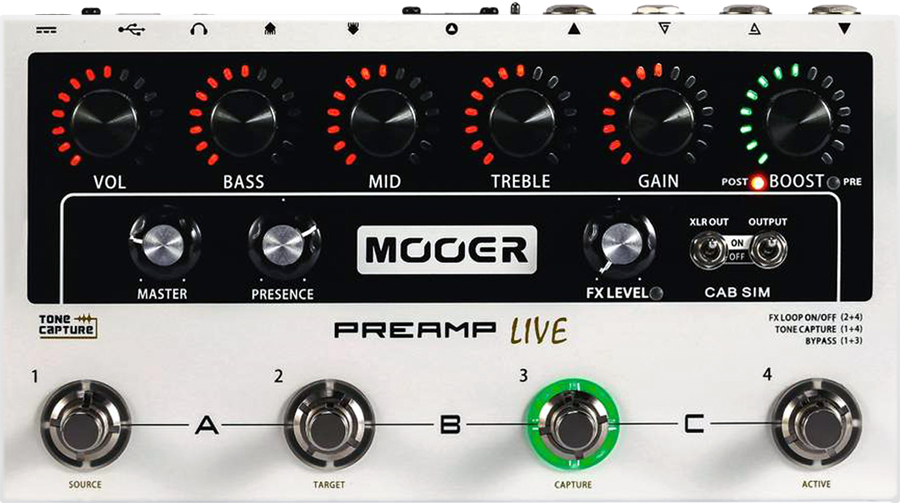 VOL BASS MID TREBLE GAIN
POST BOOST PRE
XLR OUT OUTPUT
ON
OFF
MOOER
MASTER PRESENCE FX LEVEL CAB SIM
TONE
CAPTURE
PREAMP LIVE
FX LOOP ON/OFF (2+4)
TONE CAPTURE (1+4)
BYPASS (1+3)
1 2 3 4
A B C
SOURCE TARGET CAPTURE ACTIVE